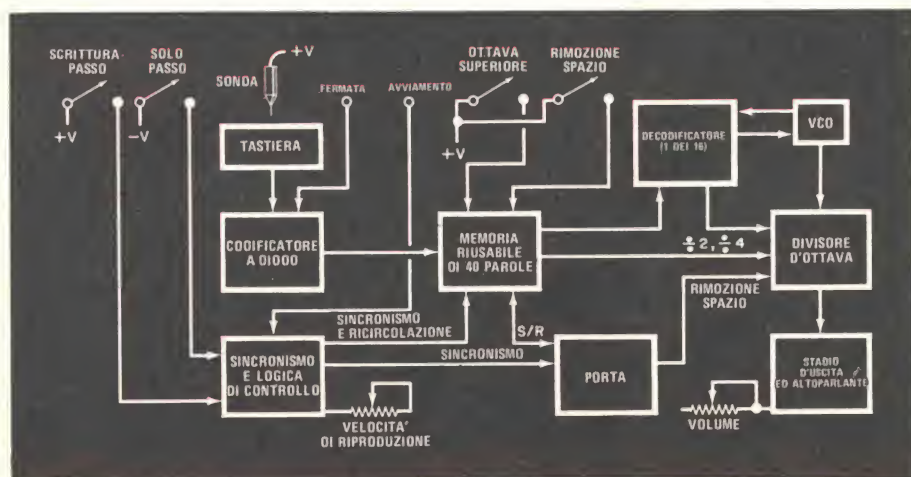 SCRITTURA-
PASSO
SOLO
PASSO
+V
SONDA
FERMATA
AVVIAMENTO
OTTAVA
SUPERIORE
RIMOZIONE
SPAZIO
+V
-V
+V
TASTIERA
DECODIFICATORE
(1 DEI 16)
VCO
CODIFICATORE
A DIODO
MEMORIA
RIUSABILE
DI 40 PAROLE
÷2, ÷4
DIVISORE
D'OTTAVA
RIMOZIONE
SPAZIO
SINCRONISMO
E RICIRCOLAZIONE
S/R
SINCRONISMO
SINCRONISMO
E LOGICA
DI CONTROLLO
PORTA
STADIO
D'USCITA
ED ALTOPARLANTE
VELOCITA'
DI RIPRODUZIONE
VOLUME